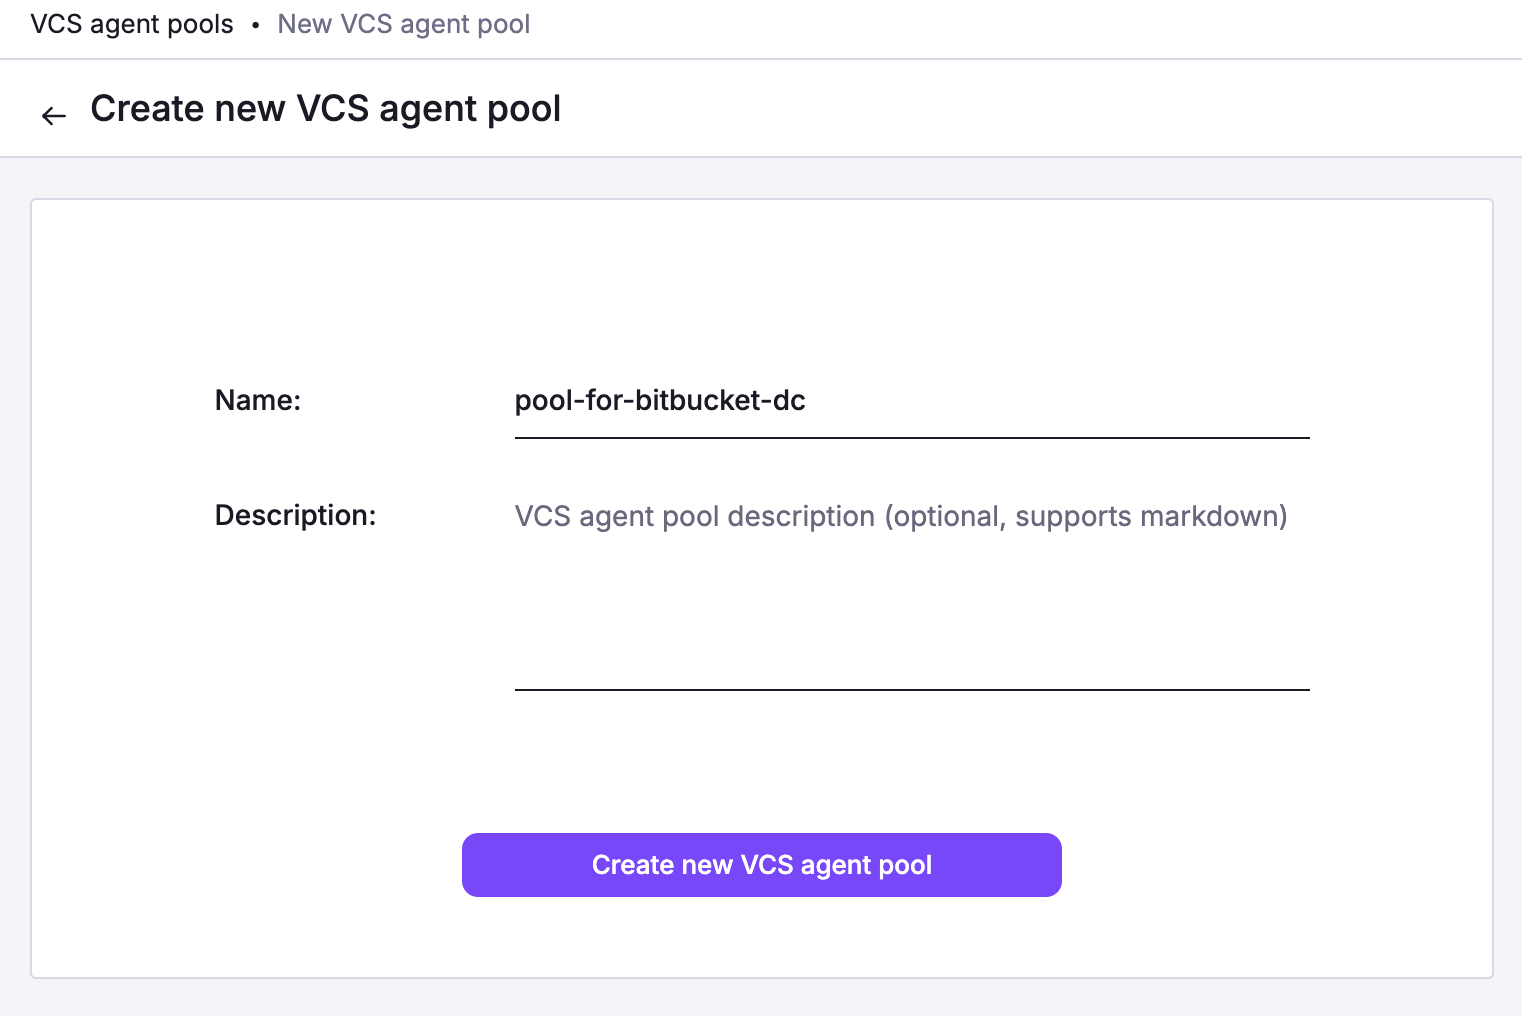 VCS agent pools • New VCS agent pool
← Create new VCS agent pool
Name: pool-for-bitbucket-dc
Description: VCS agent pool description (optional, supports markdown)
Create new VCS agent pool